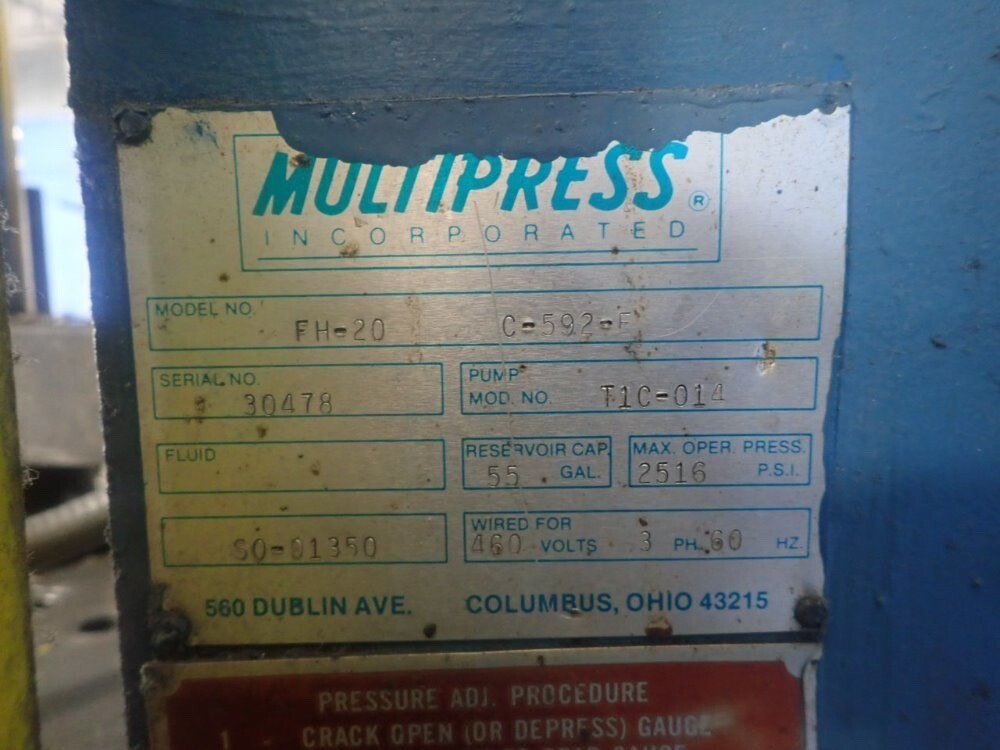 MULTIPRESS ®
INCORPORATED
MODEL NO. FH-20 C-592-F
SERIAL NO. 30478
PUMP MOD. NO. T1C-014
FLUID
RESERVOIR CAP. 55 GAL.
MAX. OPER. PRESS. 2516 P.S.I.
SO-01350
WIRED FOR 460 VOLTS 3 PH. 60 HZ.
560 DUBLIN AVE. COLUMBUS, OHIO 43215
PRESSURE ADJ. PROCEDURE
1 - CRACK OPEN (OR DEPRESS) GAUGE